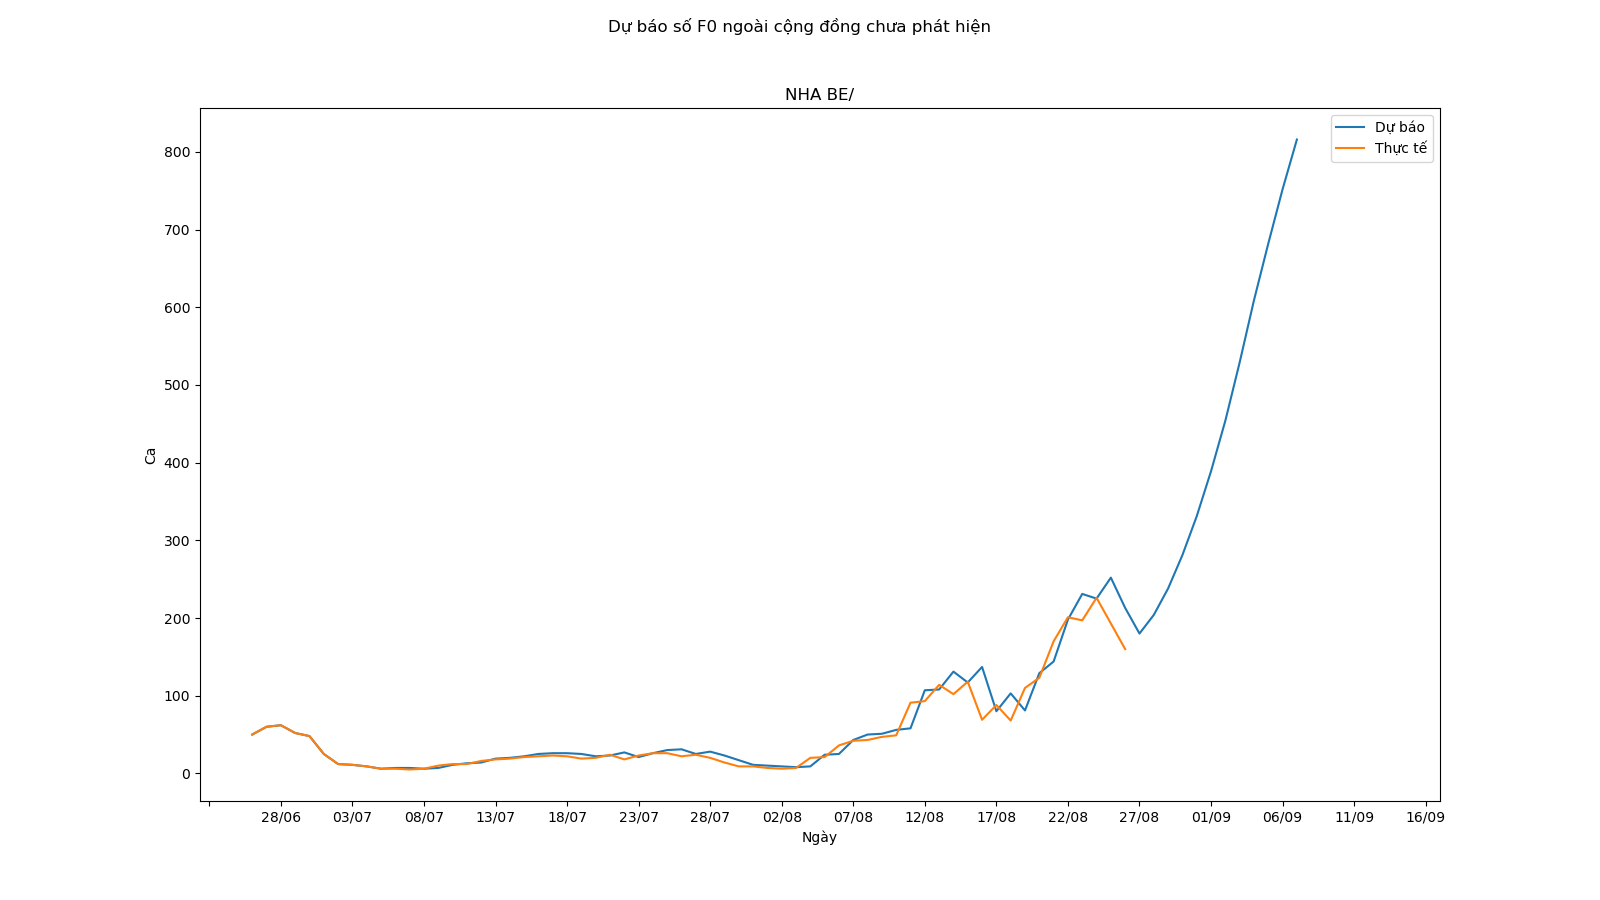 Dự báo số F0 ngoài cộng đồng chưa phát hiện
NHA BE/
Dự báo
Thực tế
800
700
600
500
400
300
200
100
0
Ca
28/06 03/07 08/07 13/07 18/07 23/07 28/07 02/08 07/08 12/08 17/08 22/08 27/08 01/09 06/09 11/09 16/09
Ngày